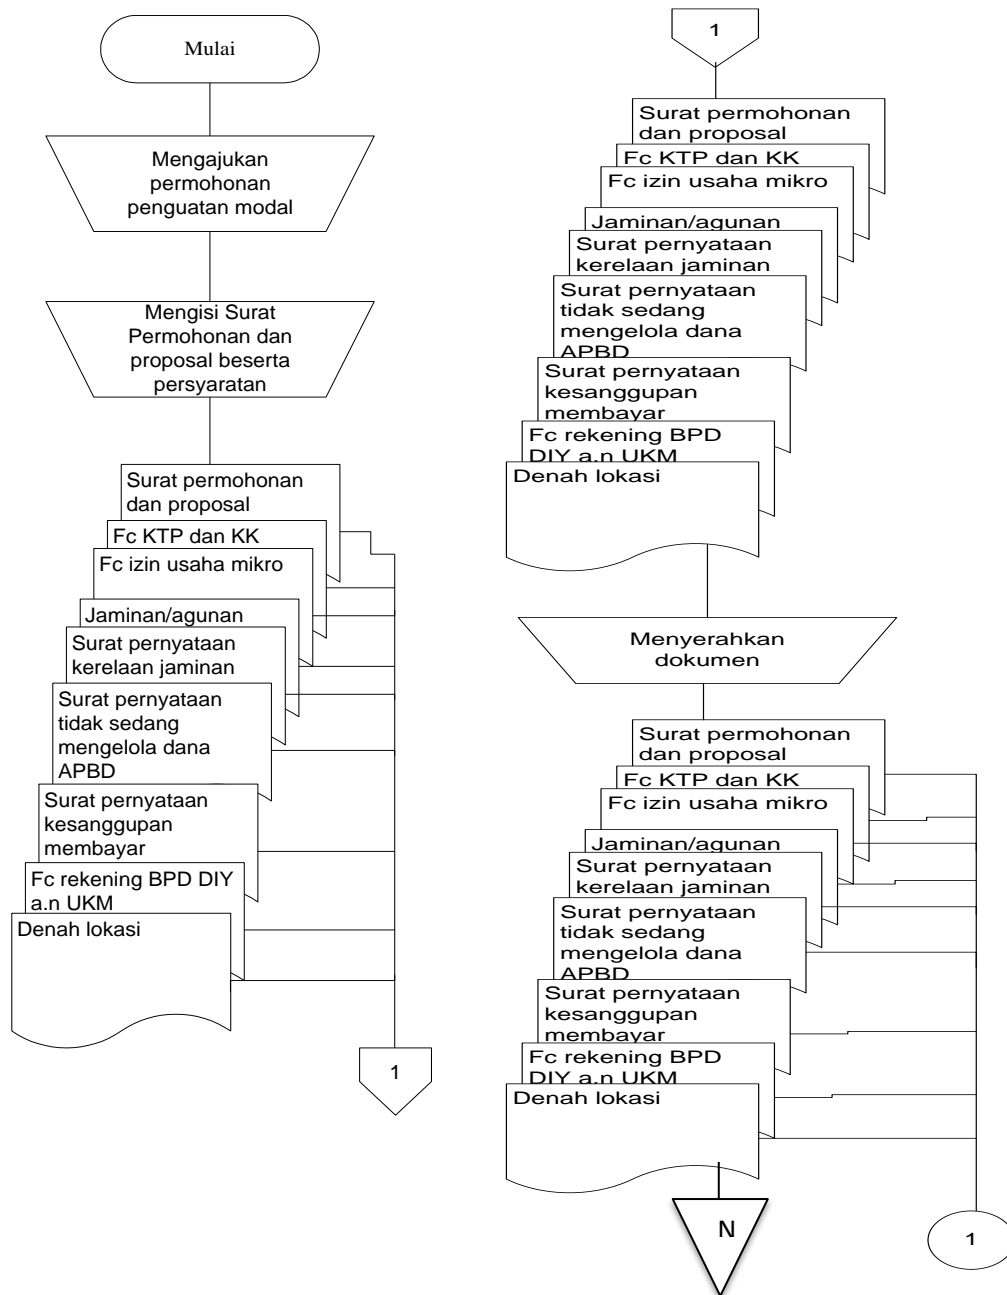 Mulai
Mengajukan
permohonan
penguatan modal
Mengisi Surat
Permohonan dan
proposal beserta
persyaratan
Surat permohonan
dan proposal
Fc KTP dan KK
Fc izin usaha mikro
Jaminan/agunan
Surat pernyataan
kerelaan jaminan
Surat pernyataan
tidak sedang
mengelola dana
APBD
Surat pernyataan
kesanggupan
membayar
Fc rekening BPD DIY
a.n UKM
Denah lokasi
1
1
Surat permohonan
dan proposal
Fc KTP dan KK
Fc izin usaha mikro
Jaminan/agunan
Surat pernyataan
kerelaan jaminan
Surat pernyataan
tidak sedang
mengelola dana
APBD
Surat pernyataan
kesanggupan
membayar
Fc rekening BPD
DIY a.n UKM
Denah lokasi
Menyerahkan
dokumen
Surat permohonan
dan proposal
Fc KTP dan KK
Fc izin usaha mikro
Jaminan/agunan
Surat pernyataan
kerelaan jaminan
Surat pernyataan
tidak sedang
mengelola dana
APBD
Surat pernyataan
kesanggupan
membayar
Fc rekening BPD
DIY a.n UKM
Denah lokasi
N
1